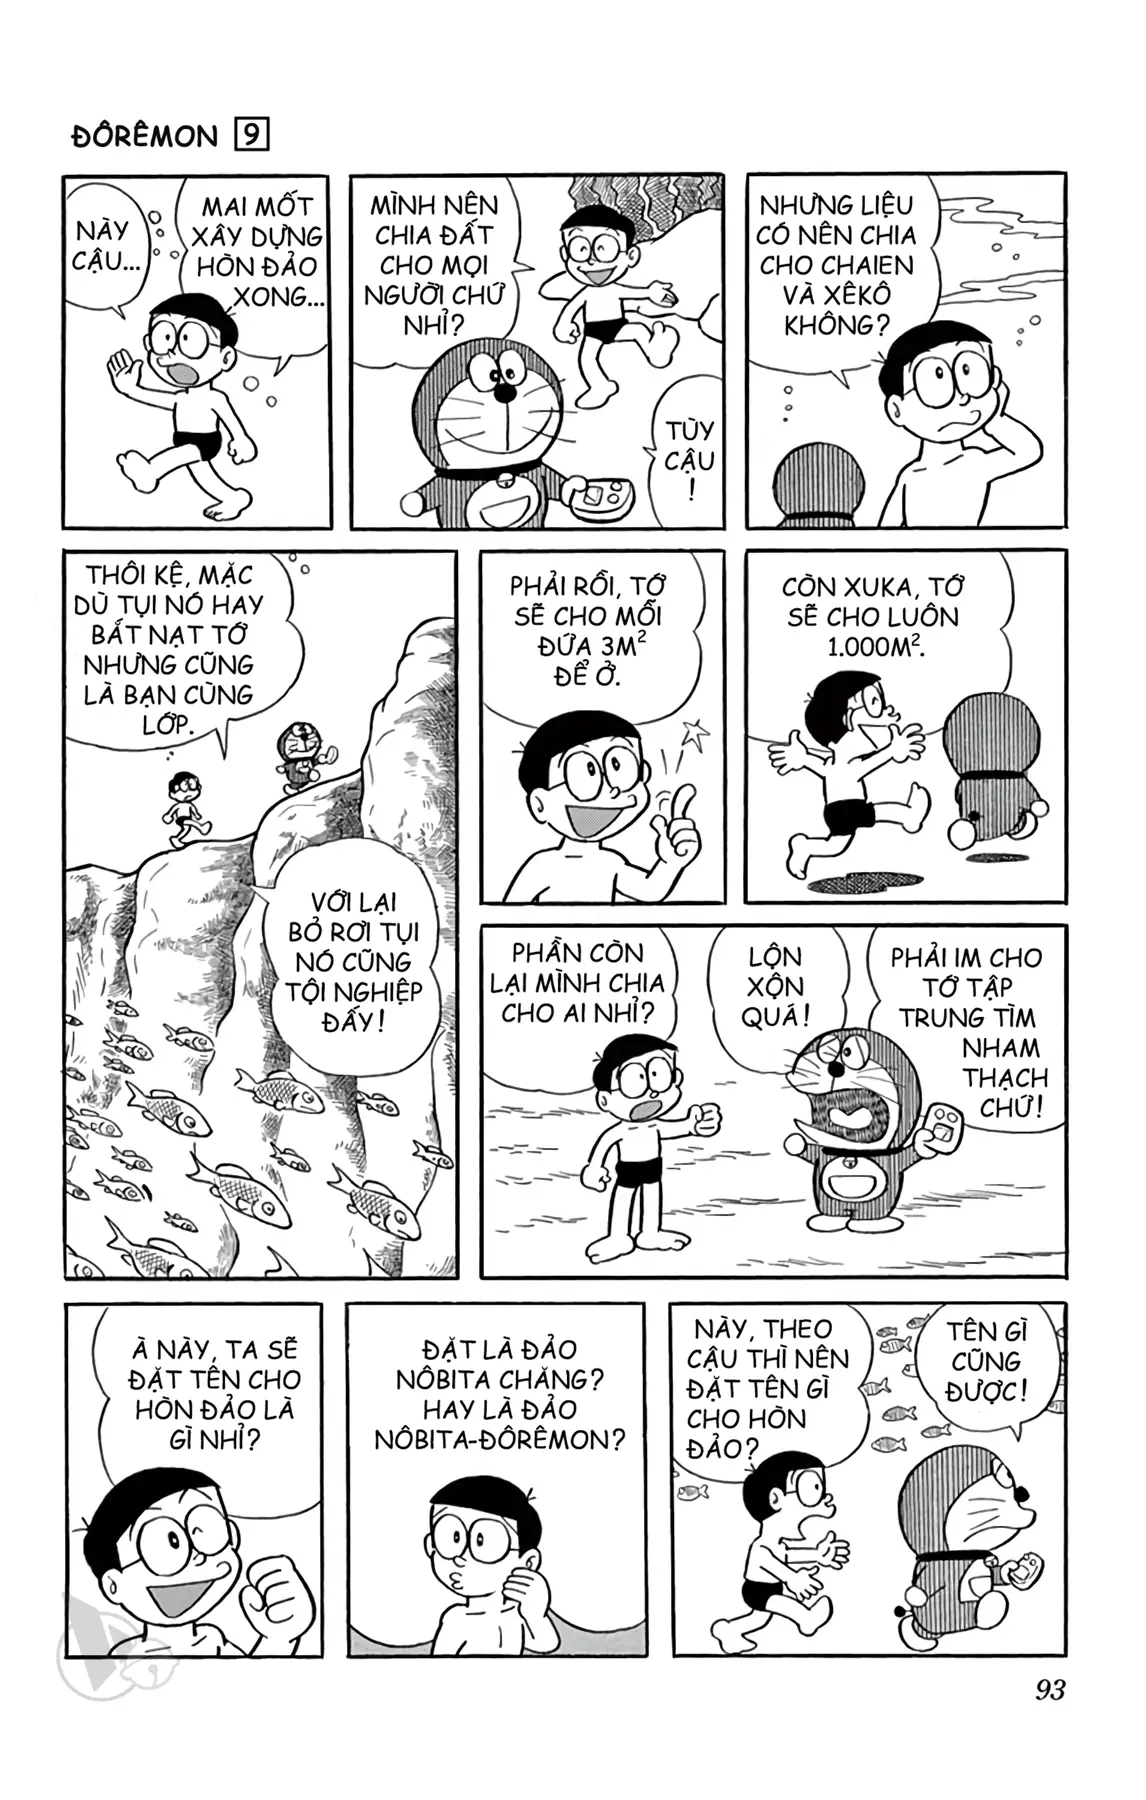 ĐÔRÊMON 9
NÀY
CẬU...
MAI MỐT
XÂY DỰNG
HÒN ĐẢO
XONG...
MÌNH NÊN
CHIA ĐẤT
CHO MỌI
NGƯỜI CHỨ
NHỈ?
TÙY
CẬU
!
NHƯNG LIỆU
CÓ NÊN CHIA
CHO CHAIEN
VÀ XÊKÔ
KHÔNG?
THÔI KỆ, MẶC
DÙ TỤI NÓ HAY
BẮT NẠT TỚ
NHƯNG CŨNG
LÀ BẠN CÙNG
LỚP.
VỚI LẠI
BỎ RƠI TỤI
NÓ CŨNG
TỘI NGHIỆP
ĐẤY!
PHẢI RỒI, TỚ
SẼ CHO MỖI
ĐỨA 3M²
ĐỂ Ở.
CÒN XUKA, TỚ
SẼ CHO LUÔN
1.000M².
PHẦN CÒN
LẠI MÌNH CHIA
CHO AI NHỈ?
LỘN
XỘN
QUÁ!
PHẢI IM CHO
TỚ TẬP
TRUNG TÌM
NHAM
THẠCH
CHỨ!
À NÀY, TA SẼ
ĐẶT TÊN CHO
HÒN ĐẢO LÀ
GÌ NHỈ?
ĐẶT LÀ ĐẢO
NÔBITA CHĂNG?
HAY LÀ ĐẢO
NÔBITA-ĐÔRÊMON?
NÀY, THEO
CẬU THÌ NÊN
ĐẶT TÊN GÌ
CHO HÒN
ĐẢO?
TÊN GÌ
CŨNG
ĐƯỢC!
93